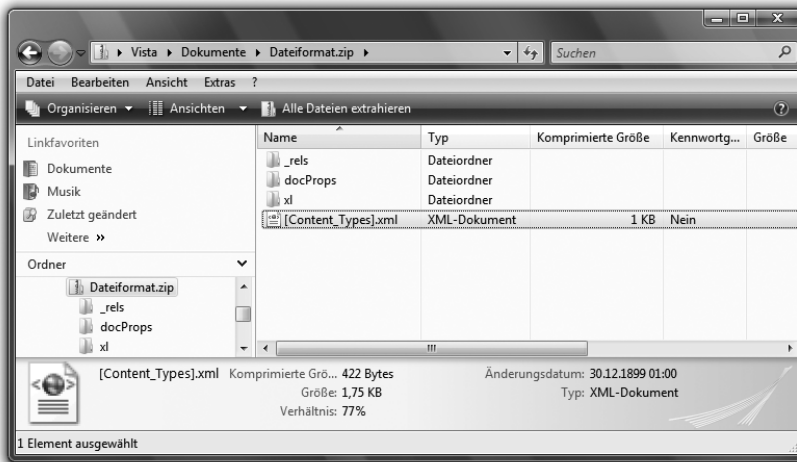 Vista ▸ Dokumente ▸ Dateiformat.zip ▸ Suchen
Datei Bearbeiten Ansicht Extras ?
Organisieren Ansichten Alle Dateien extrahieren
Linkfavoriten
Dokumente
Musik
Zuletzt geändert
Weitere »
Ordner
Dateiformat.zip
_rels
docProps
xl
Name Typ Komprimierte Größe Kennwortg... Größe
_rels Dateiordner
docProps Dateiordner
xl Dateiordner
[Content_Types].xml XML-Dokument 1 KB Nein
[Content_Types].xml Komprimierte Grö... 422 Bytes Änderungsdatum: 30.12.1899 01:00
Größe: 1,75 KB Typ: XML-Dokument
Verhältnis: 77%
1 Element ausgewählt